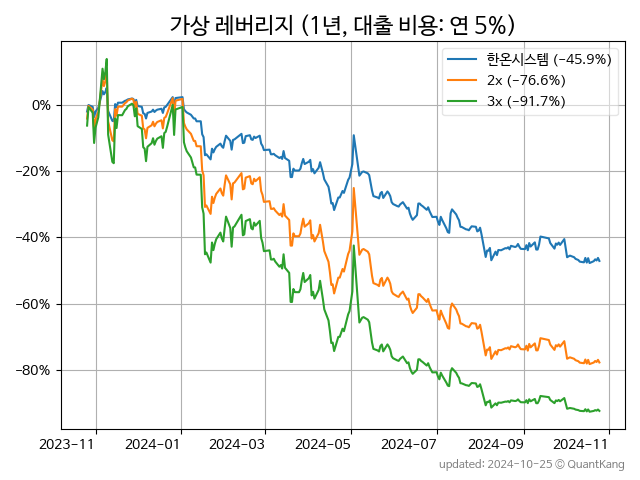 가상 레버리지 (1년, 대출 비용: 연 5%)
한온시스템 (−45.9%)
2x (−76.6%)
3x (−91.7%)
0%
−20%
−40%
−60%
−80%
2023−11 2024−01 2024−03 2024−05 2024−07 2024−09 2024−11
updated: 2024-10-25 © QuantKang